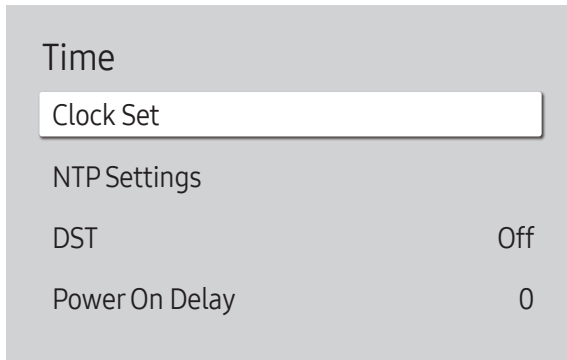 Time
Clock Set
NTP Settings
DST Off
Power On Delay 0